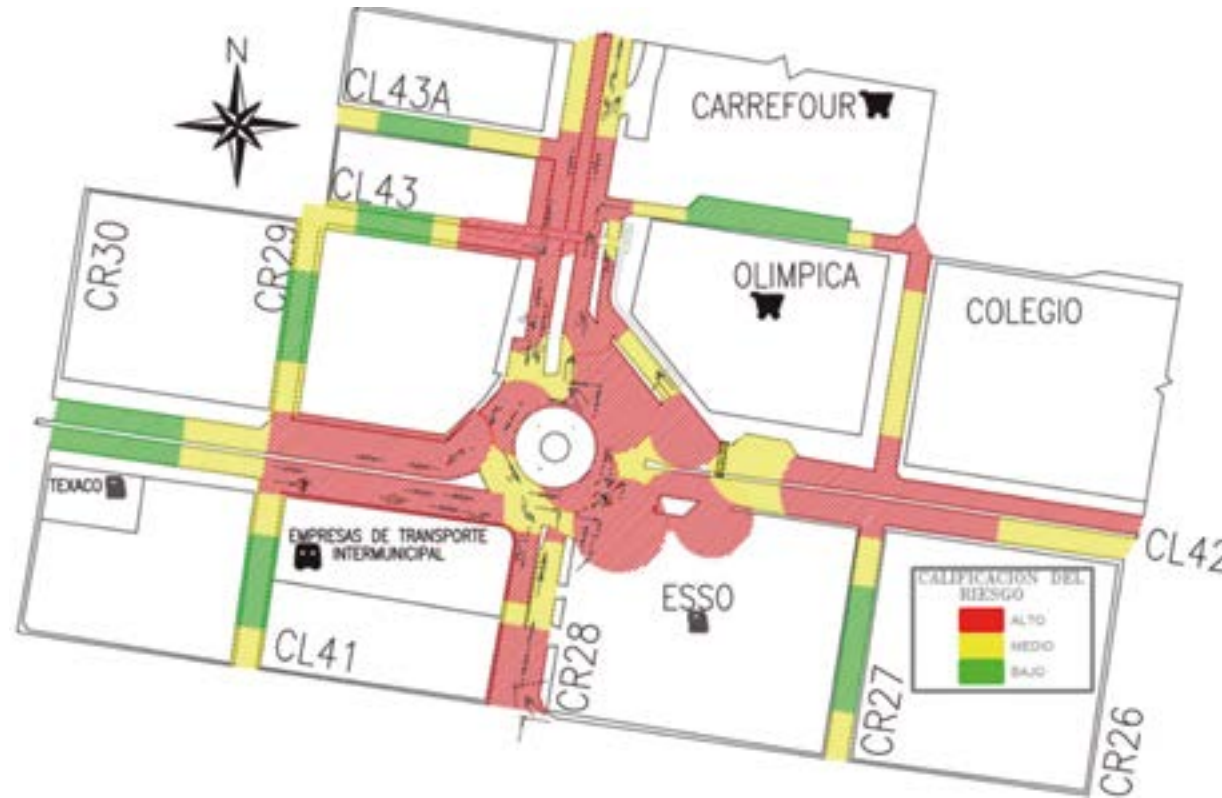 N
CL43A
CARREFOUR
CL43
CR30
CR29
OLIMPICA
COLEGIO
TEXACO
EMPRESAS DE TRANSPORTE
INTERMUNICIPAL
ESSO
CL42
CALIFICACION DEL
RIESGO
ALTO
MEDIO
BAJO
CL41
CR28
CR27
CR26